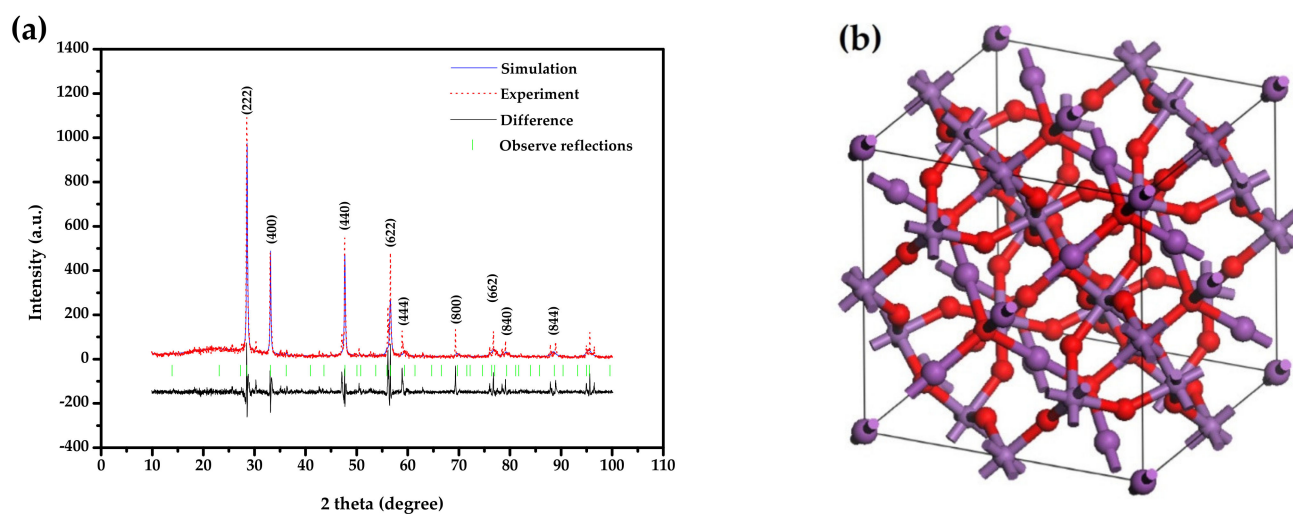 (a)
(b)
1400
1200
1000
800
600
400
200
0
-200
-400
Intensity (a.u.)
Simulation
Experiment
Difference
Observe reflections
(222)
(400)
(440)
(622)
(444)
(800)
(662)
(840)
(844)
0 10 20 30 40 50 60 70 80 90 100 110
2 theta (degree)